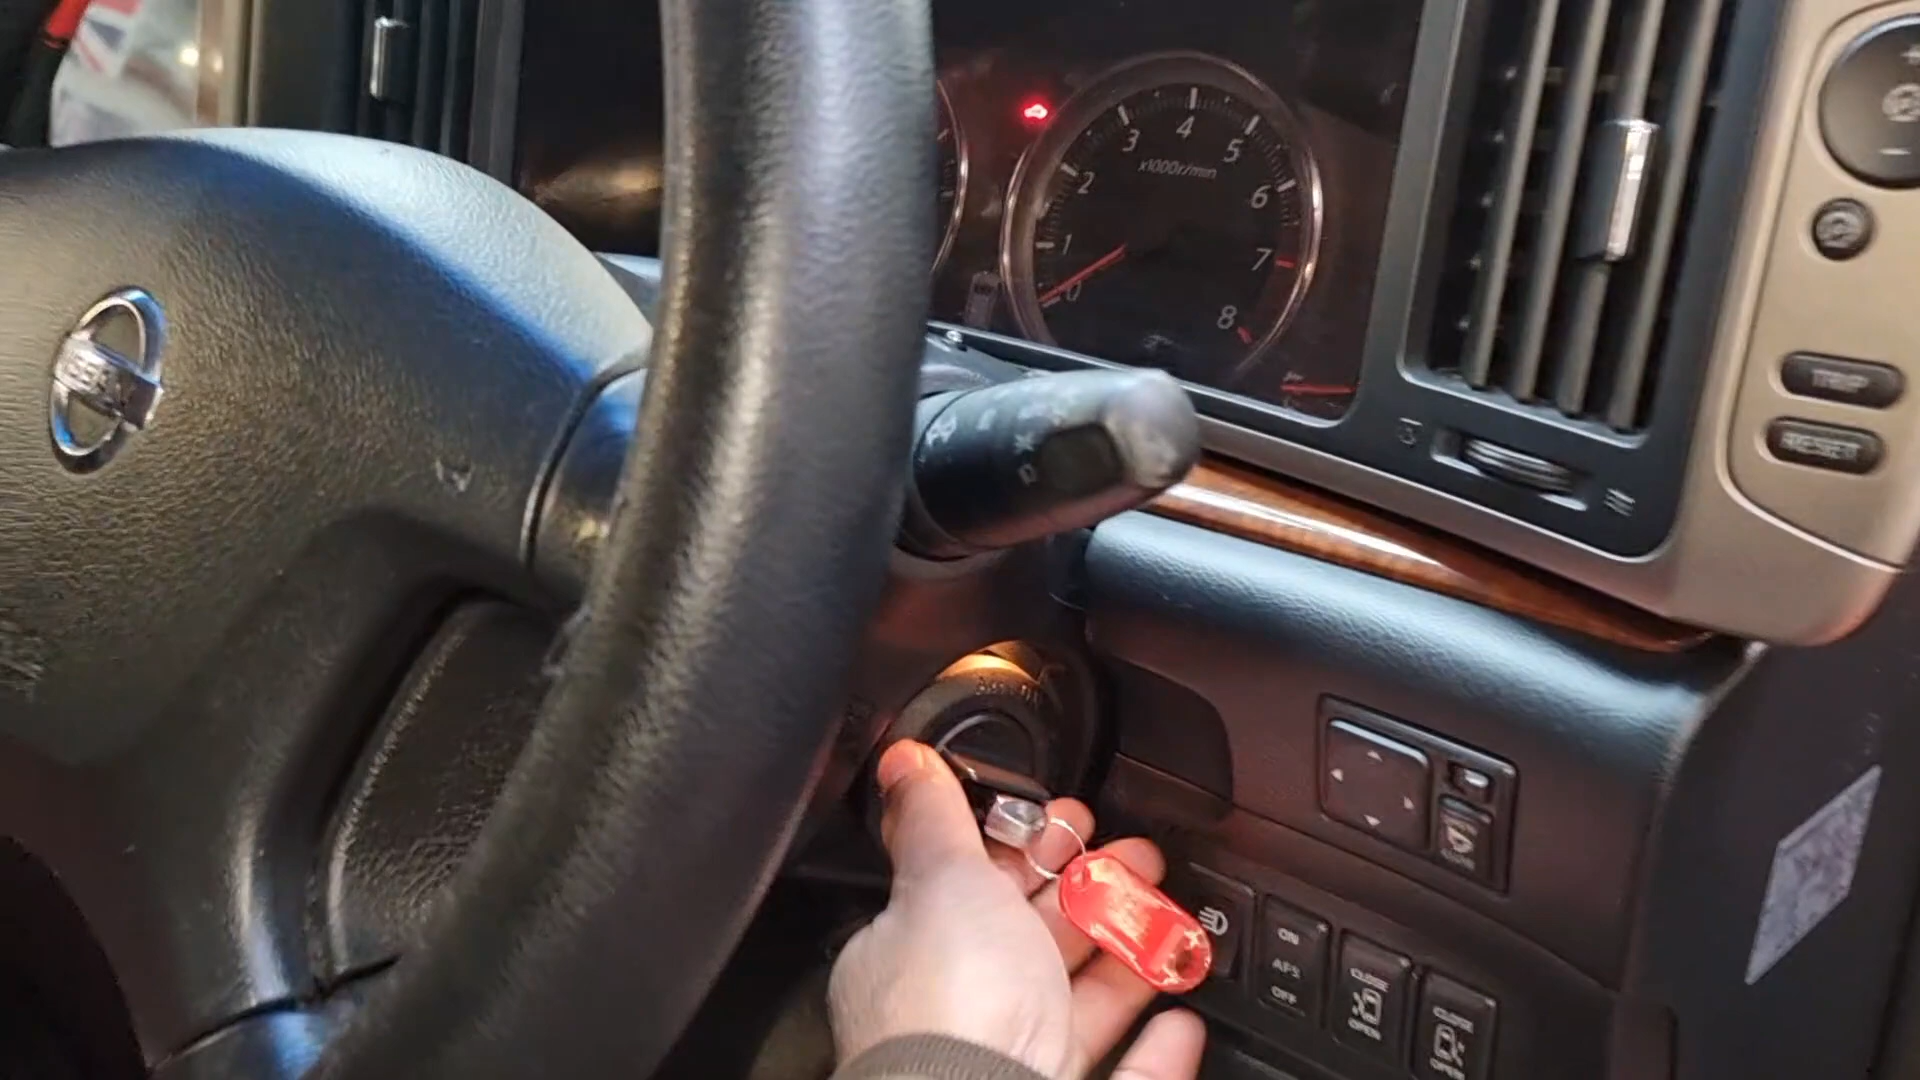 NISSAN
0
1
2
3
4
5
6
7
8
x1000r/min
TRIP
RESET
ON
AFS
OFF
CLOSE
OPEN
CLOSE
OPEN